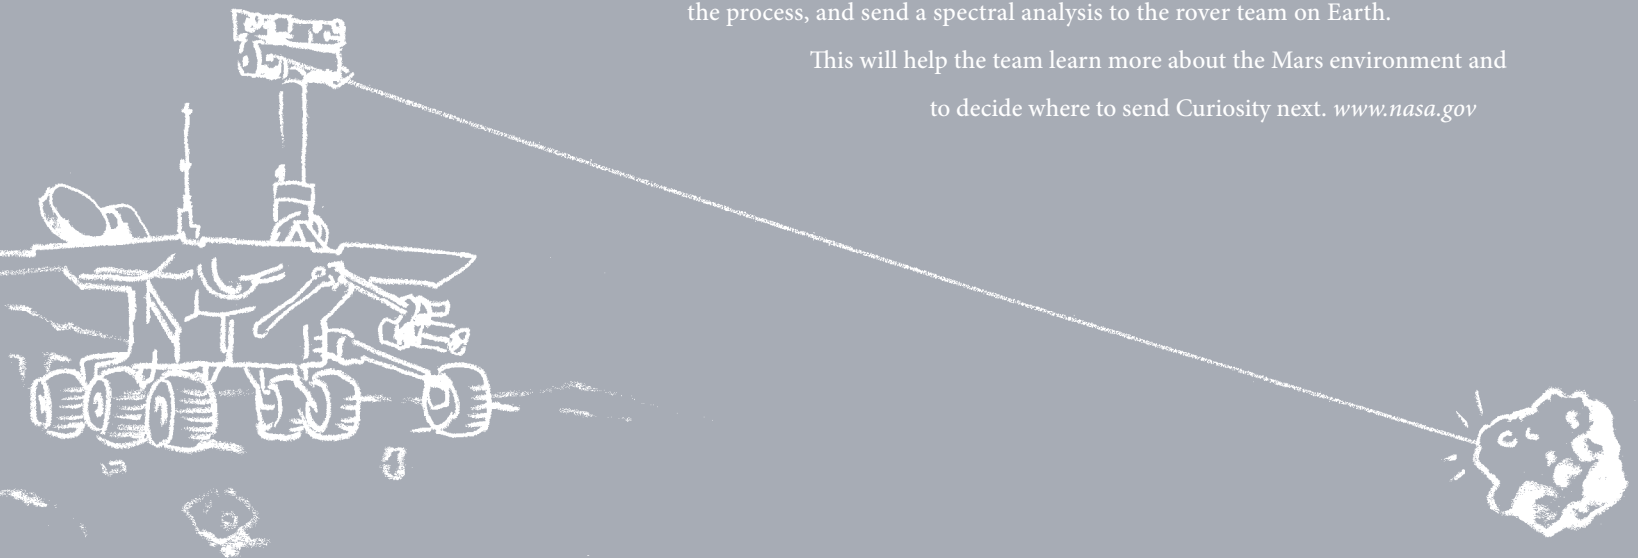 the process, and send a spectral analysis to the rover team on Earth.
This will help the team learn more about the Mars environment and
to decide where to send Curiosity next. www.nasa.gov